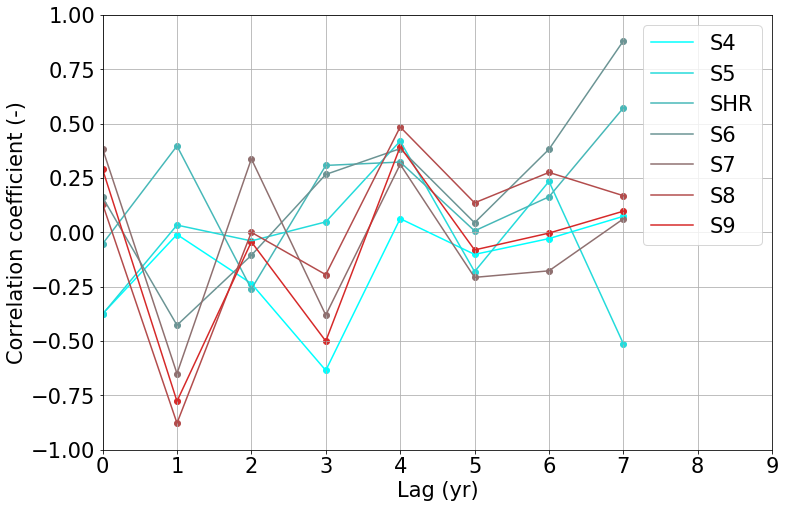 1.00
0.75
0.50
0.25
0.00
−0.25
−0.50
−0.75
−1.00
Correlation coefficient (-)
0 1 2 3 4 5 6 7 8 9
Lag (yr)
S4
S5
SHR
S6
S7
S8
S9